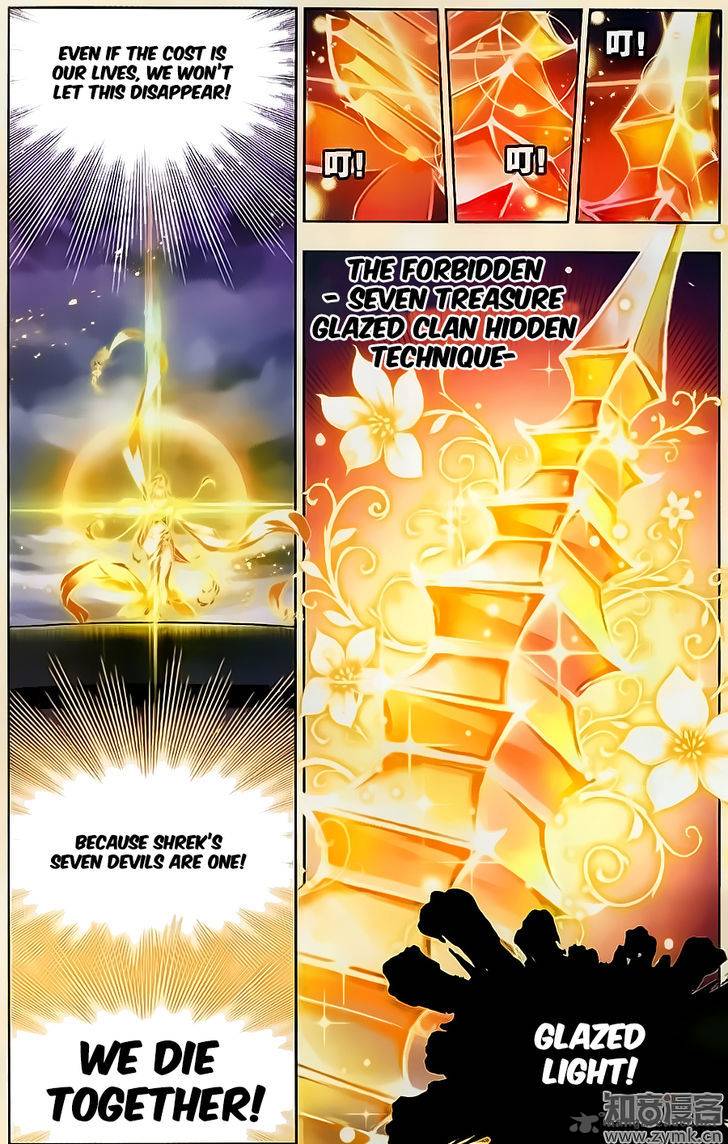 EVEN IF THE COST IS
OUR LIVES, WE WON'T
LET THIS DISAPPEAR!
叮!
叮!
叮!
THE FORBIDDEN
- SEVEN TREASURE
GLAZED CLAN HIDDEN
TECHNIQUE-
BECAUSE SHREK'S
SEVEN DEVILS ARE ONE!
WE DIE
TOGETHER!
GLAZED
LIGHT!
知音漫客
www.zymk.cn